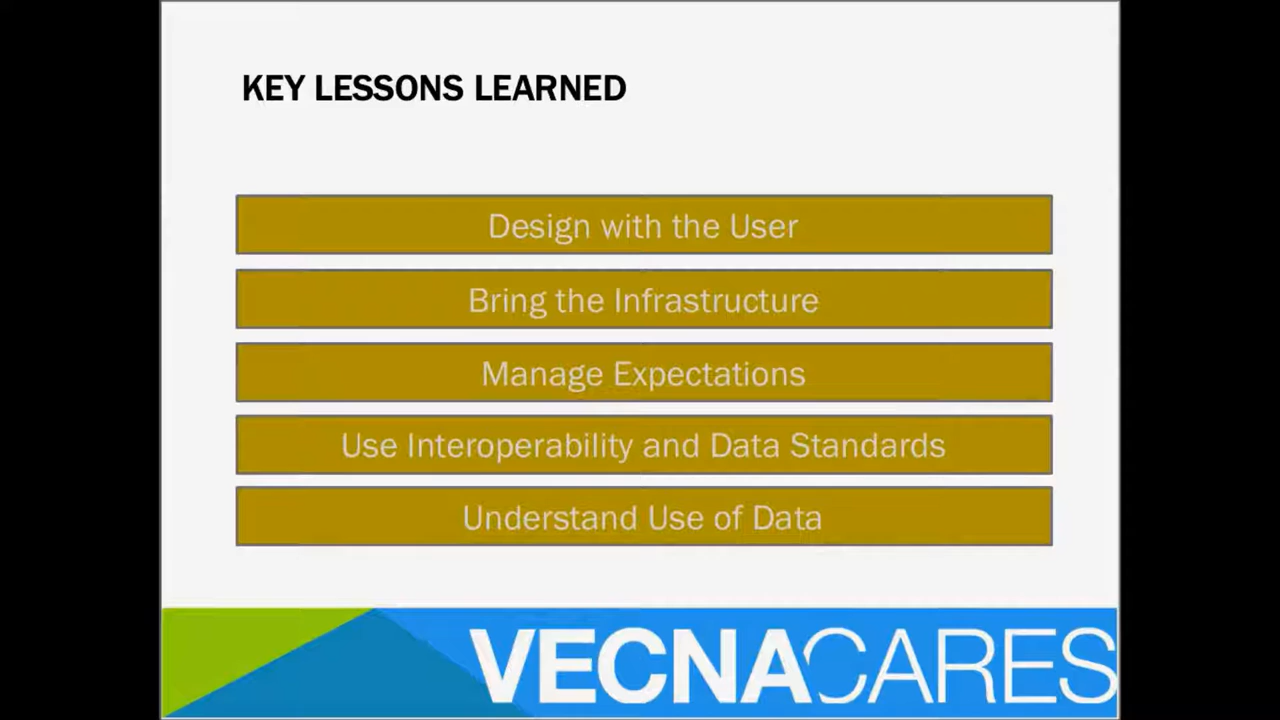 KEY LESSONS LEARNED
Design with the User
Bring the Infrastructure
Manage Expectations
Use Interoperability and Data Standards
Understand Use of Data
VECNACARES